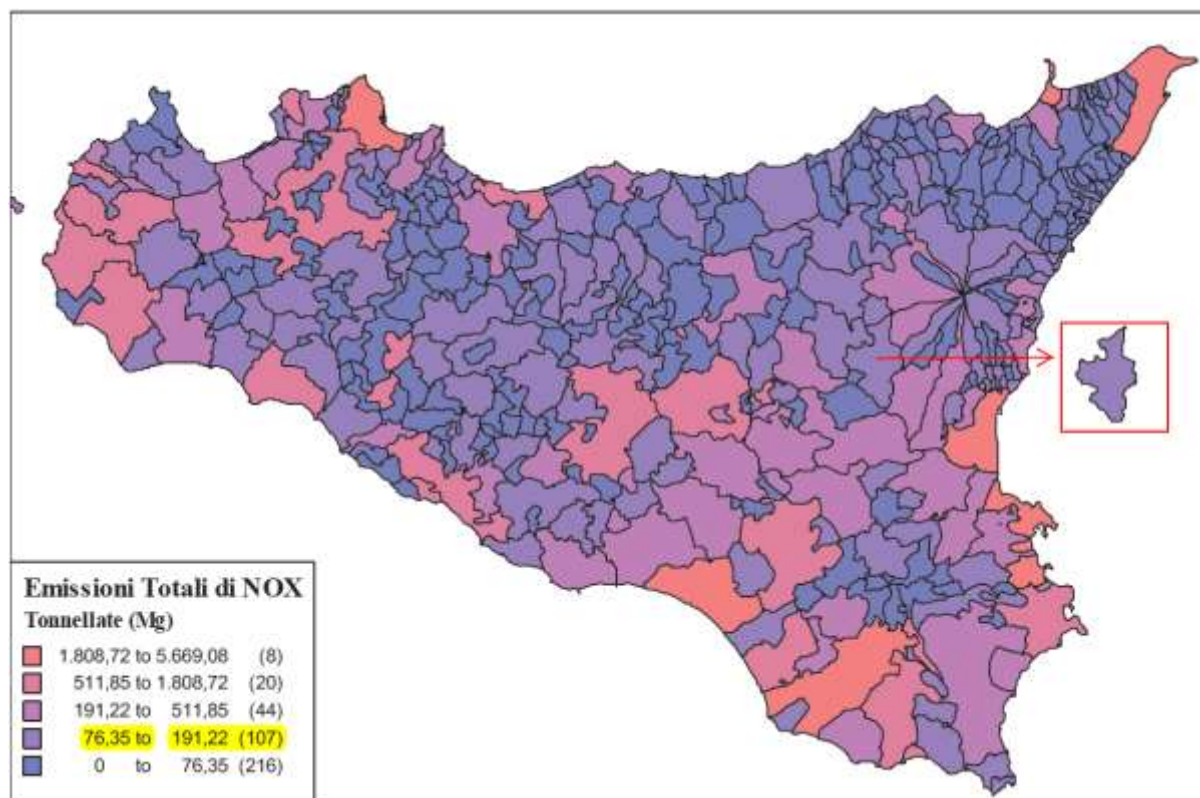 Emissioni Totali di NOX
Tonnellate (Mg)
1.808,72 to 5.669,08 (8)
511,85 to 1.808,72 (20)
191,22 to 511,85 (44)
76,35 to 191,22 (107)
0 to 76,35 (216)